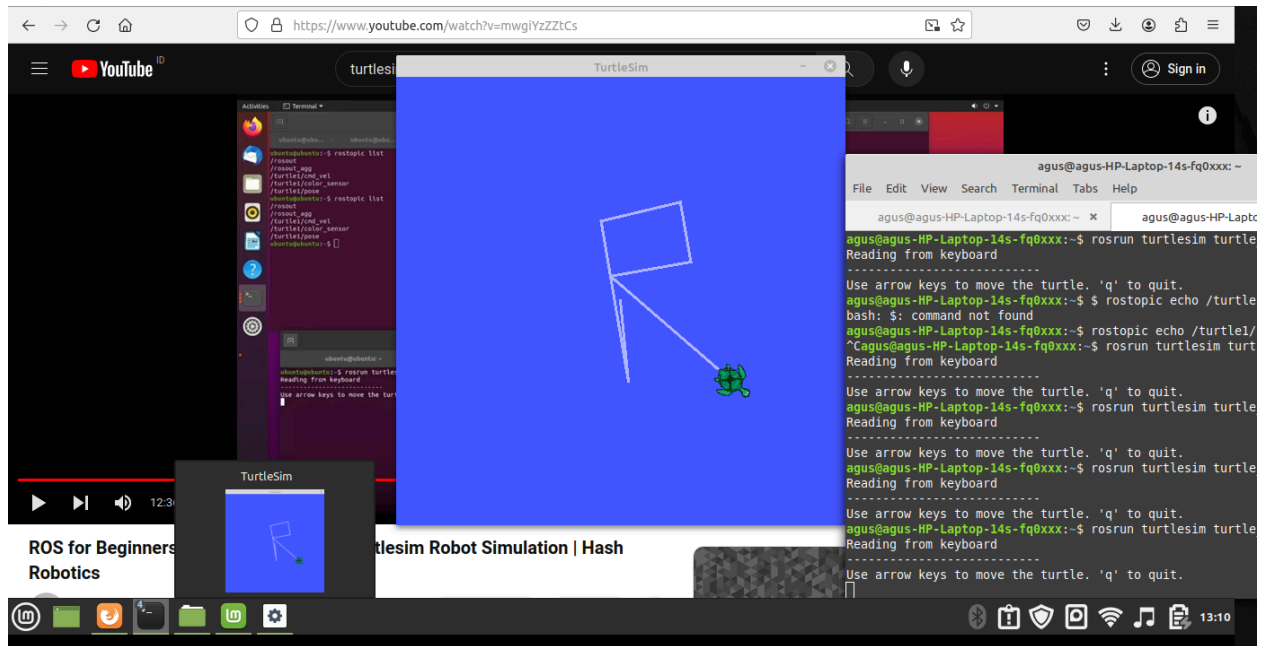 https://www.youtube.com/watch?v=mwgiYzZZtCs
YouTube ID
turtlesi
Sign in
TurtleSim
Activities
Terminal
ubuntu@ubuntu:~$ rostopic list
/rosout
/rosout_agg
/turtle1/cmd_vel
/turtle1/color_sensor
/turtle1/pose
ubuntu@ubuntu:~$ rostopic list
/rosout
/rosout_agg
/turtle1/cmd_vel
/turtle1/color_sensor
/turtle1/pose
ubuntu@ubuntu:~$
ubuntu@ubuntu: ~
ubuntu@ubuntu:~$ rosrun turtles
Reading from keyboard
---------------------------
Use arrow keys to move the tur
agus@agus-HP-Laptop-14s-fq0xxx: ~
File Edit View Search Terminal Tabs Help
agus@agus-HP-Laptop-14s-fq0xxx: ~ × agus@agus-HP-Lapto
agus@agus-HP-Laptop-14s-fq0xxx:~$ rosrun turtlesim turtle
Reading from keyboard
---------------------------
Use arrow keys to move the turtle. 'q' to quit.
agus@agus-HP-Laptop-14s-fq0xxx:~$ $ rostopic echo /turtle
bash: $: command not found
agus@agus-HP-Laptop-14s-fq0xxx:~$ rostopic echo /turtle1/
^Cagus@agus-HP-Laptop-14s-fq0xxx:~$ rosrun turtlesim turt
Reading from keyboard
---------------------------
Use arrow keys to move the turtle. 'q' to quit.
agus@agus-HP-Laptop-14s-fq0xxx:~$ rosrun turtlesim turtle
Reading from keyboard
---------------------------
Use arrow keys to move the turtle. 'q' to quit.
agus@agus-HP-Laptop-14s-fq0xxx:~$ rosrun turtlesim turtle
Reading from keyboard
---------------------------
Use arrow keys to move the turtle. 'q' to quit.
agus@agus-HP-Laptop-14s-fq0xxx:~$ rosrun turtlesim turtle
Reading from keyboard
---------------------------
Use arrow keys to move the turtle. 'q' to quit.
TurtleSim
12:3
ROS for Beginners
tlesim Robot Simulation | Hash
Robotics
4
13:10